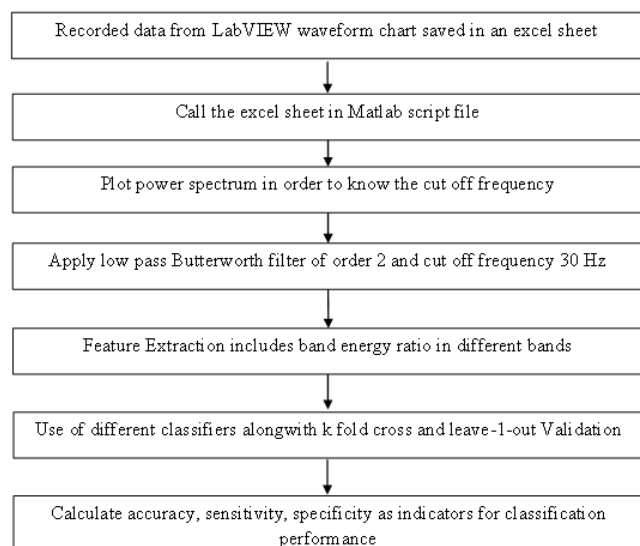 Recorded data from LabVIEW waveform chart saved in an excel sheet
Call the excel sheet in Matlab script file
Plot power spectrum in order to know the cut off frequency
Apply low pass Butterworth filter of order 2 and cut off frequency 30 Hz
Feature Extraction includes band energy ratio in different bands
Use of different classifiers alongwith k fold cross and leave-1-out Validation
Calculate accuracy, sensitivity, specificity as indicators for classification
performance